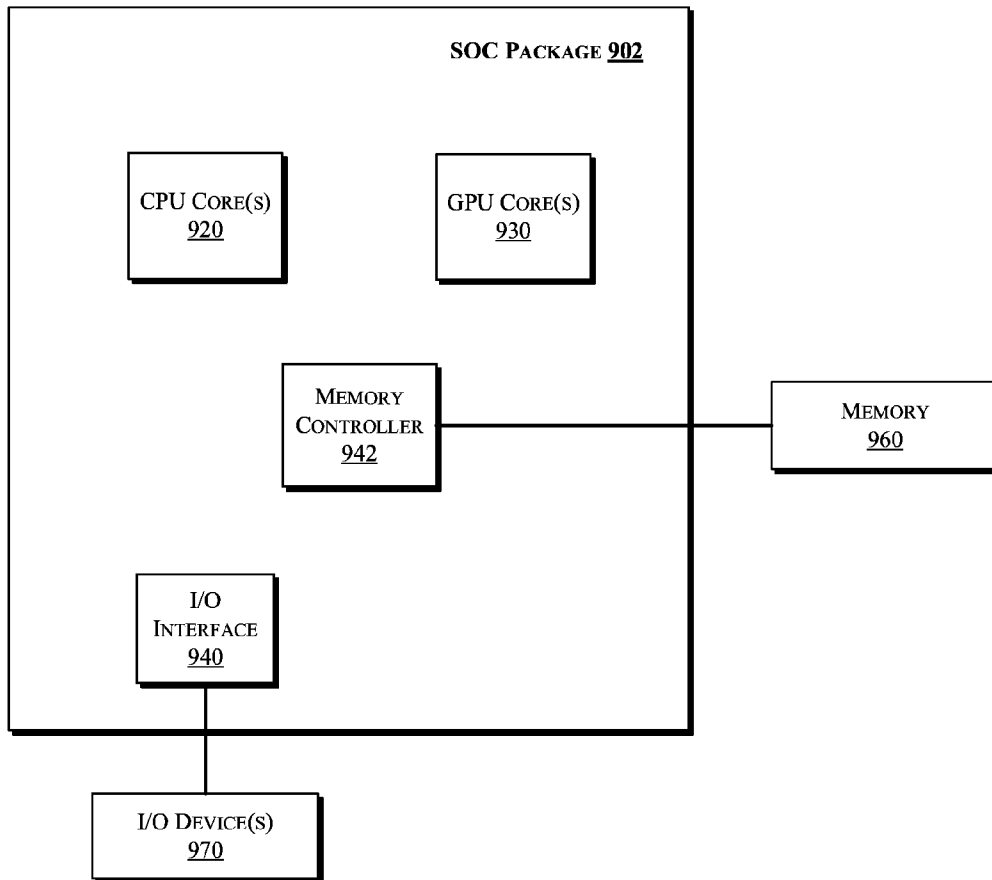 SOC PACKAGE 902
CPU CORE(S)
920
GPU CORE(S)
930
MEMORY
CONTROLLER
942
MEMORY
960
I/O
INTERFACE
940
I/O DEVICE(S)
970